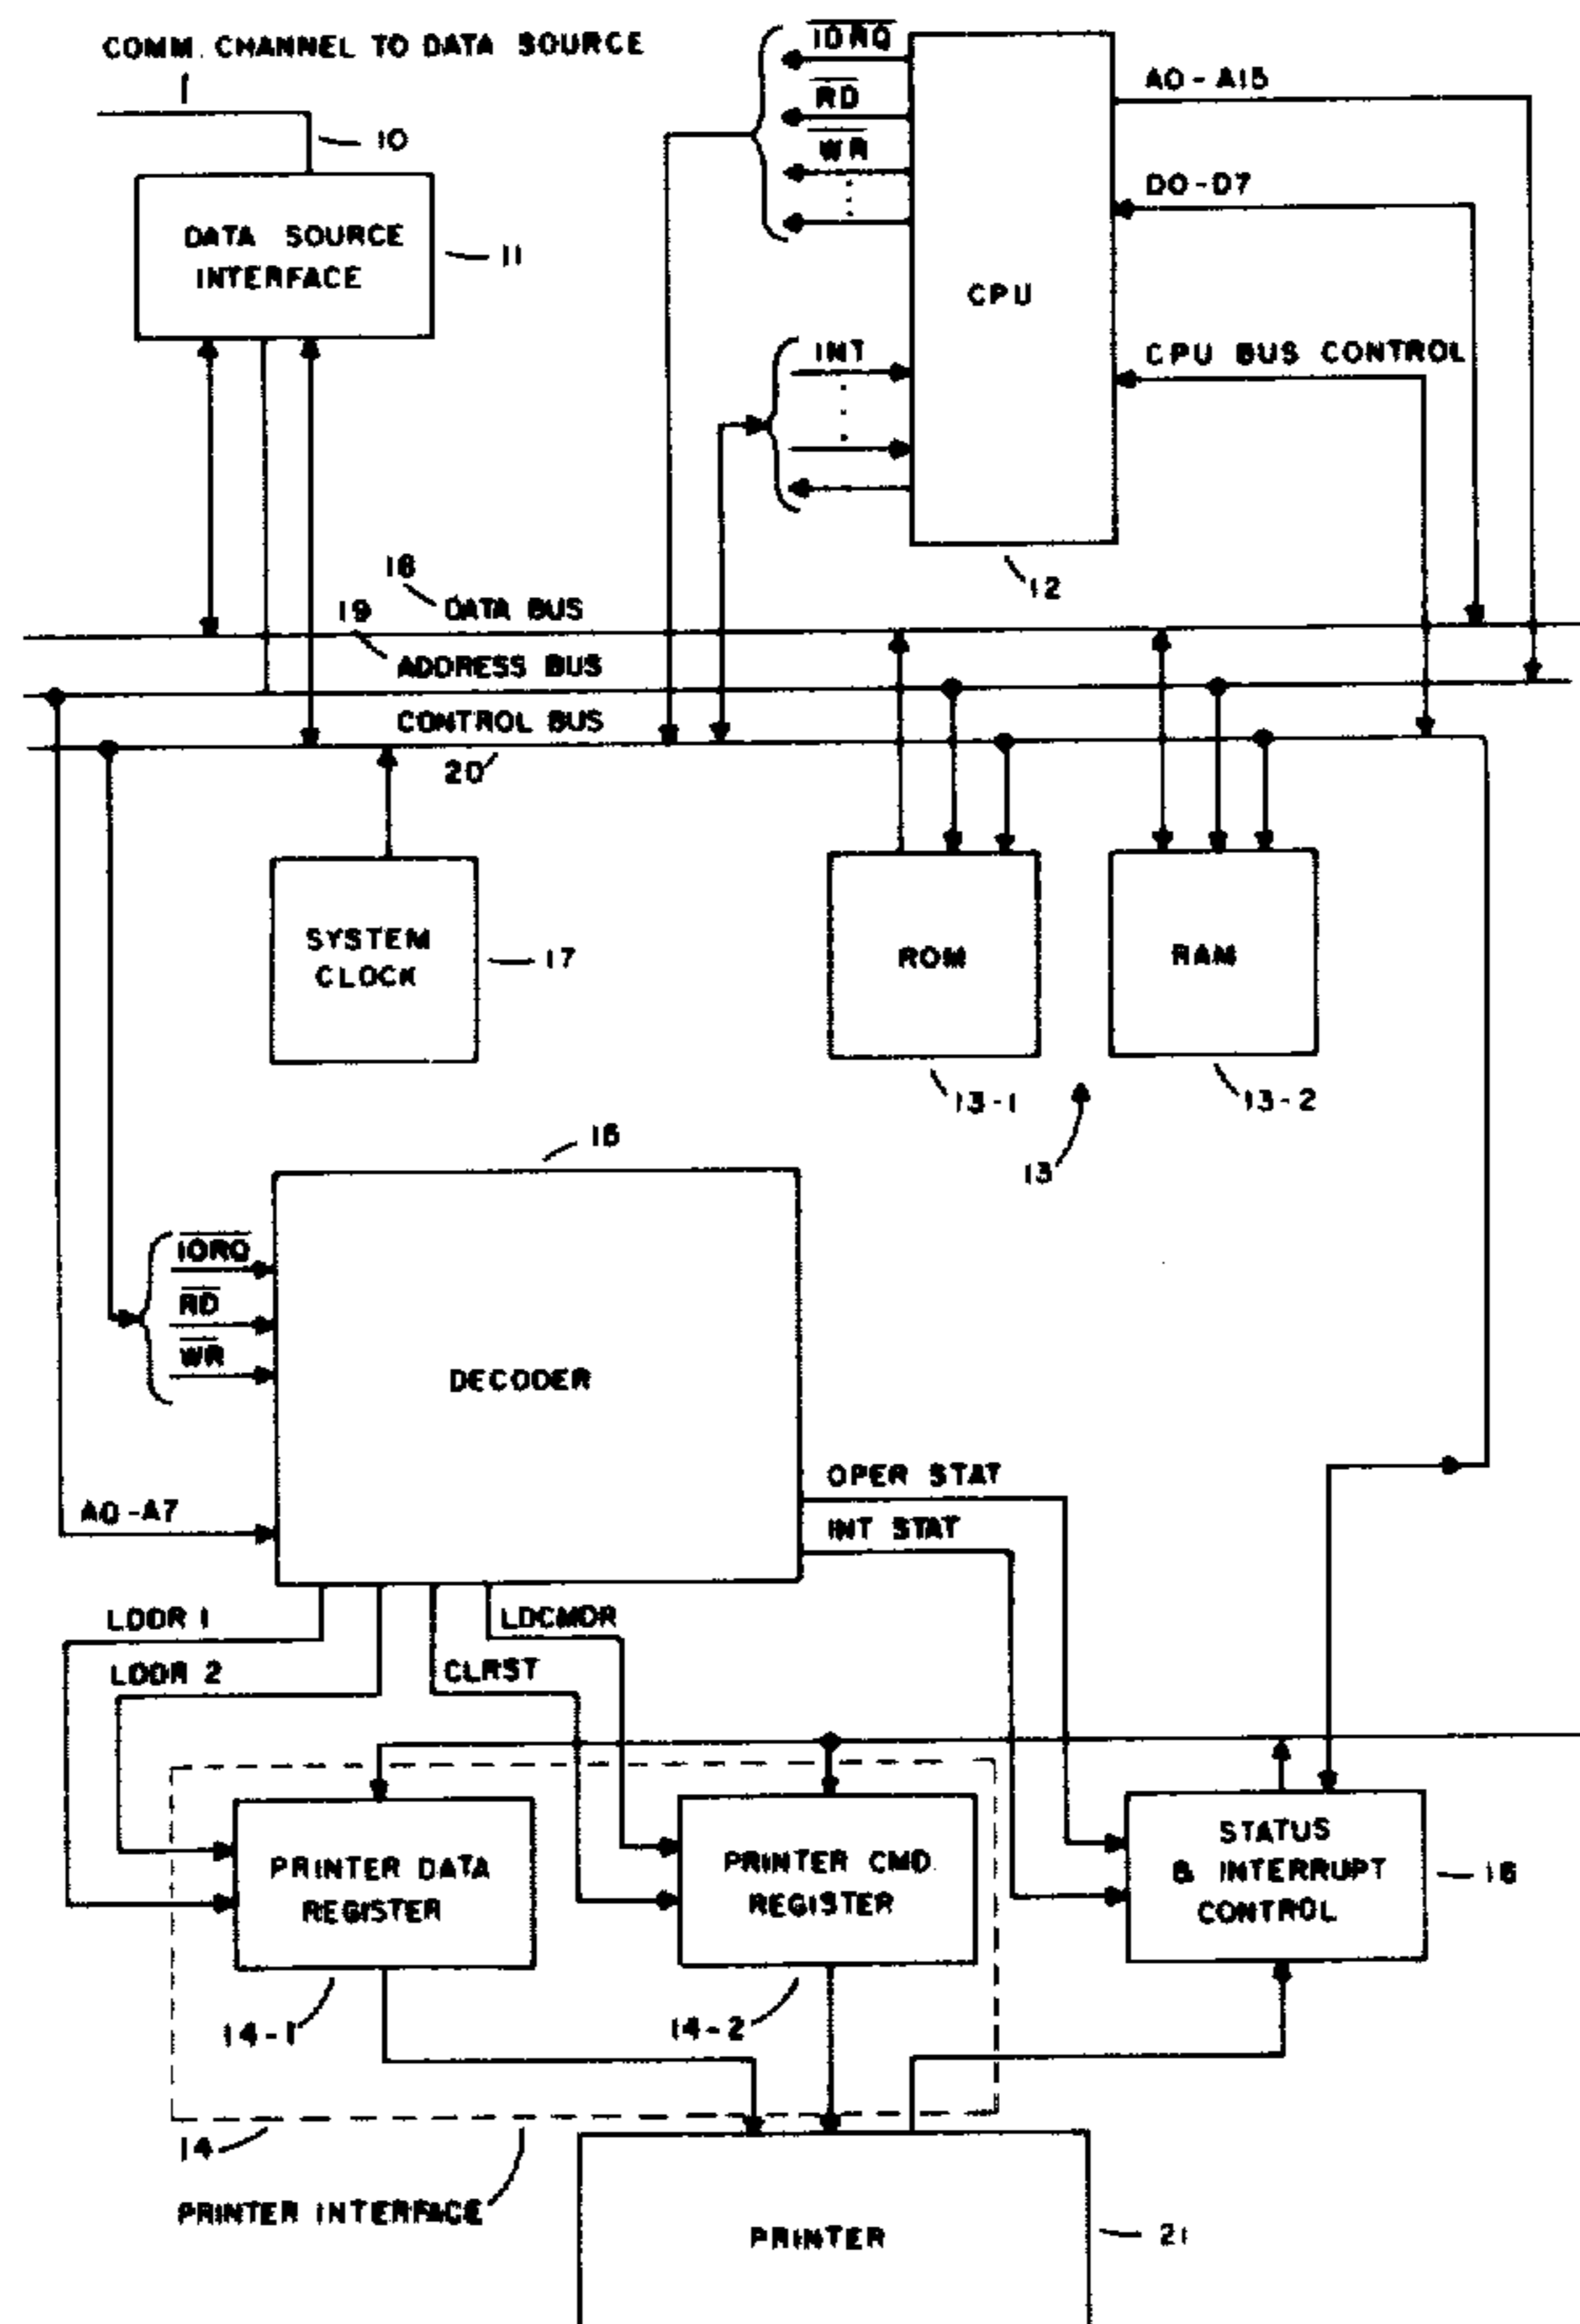 COMM. CHANNEL TO DATA SOURCE
10
DATA SOURCE
INTERFACE
11
IORQ
RD
WR
INT
CPU
12
A0-A15
D0-D7
CPU BUS CONTROL
18
DATA BUS
19
ADDRESS BUS
CONTROL BUS
20
SYSTEM
CLOCK
17
ROM
13-1
RAM
13-2
13
IORQ
RD
WR
DECODER
A0-A7
OPER STAT
INT STAT
LDDR 1
LDDR 2
LDCMDR
CLRST
PRINTER DATA
REGISTER
14-1
PRINTER CMD.
REGISTER
14-2
STATUS
& INTERRUPT
CONTROL
14
PRINTER INTERFACE
PRINTER
21